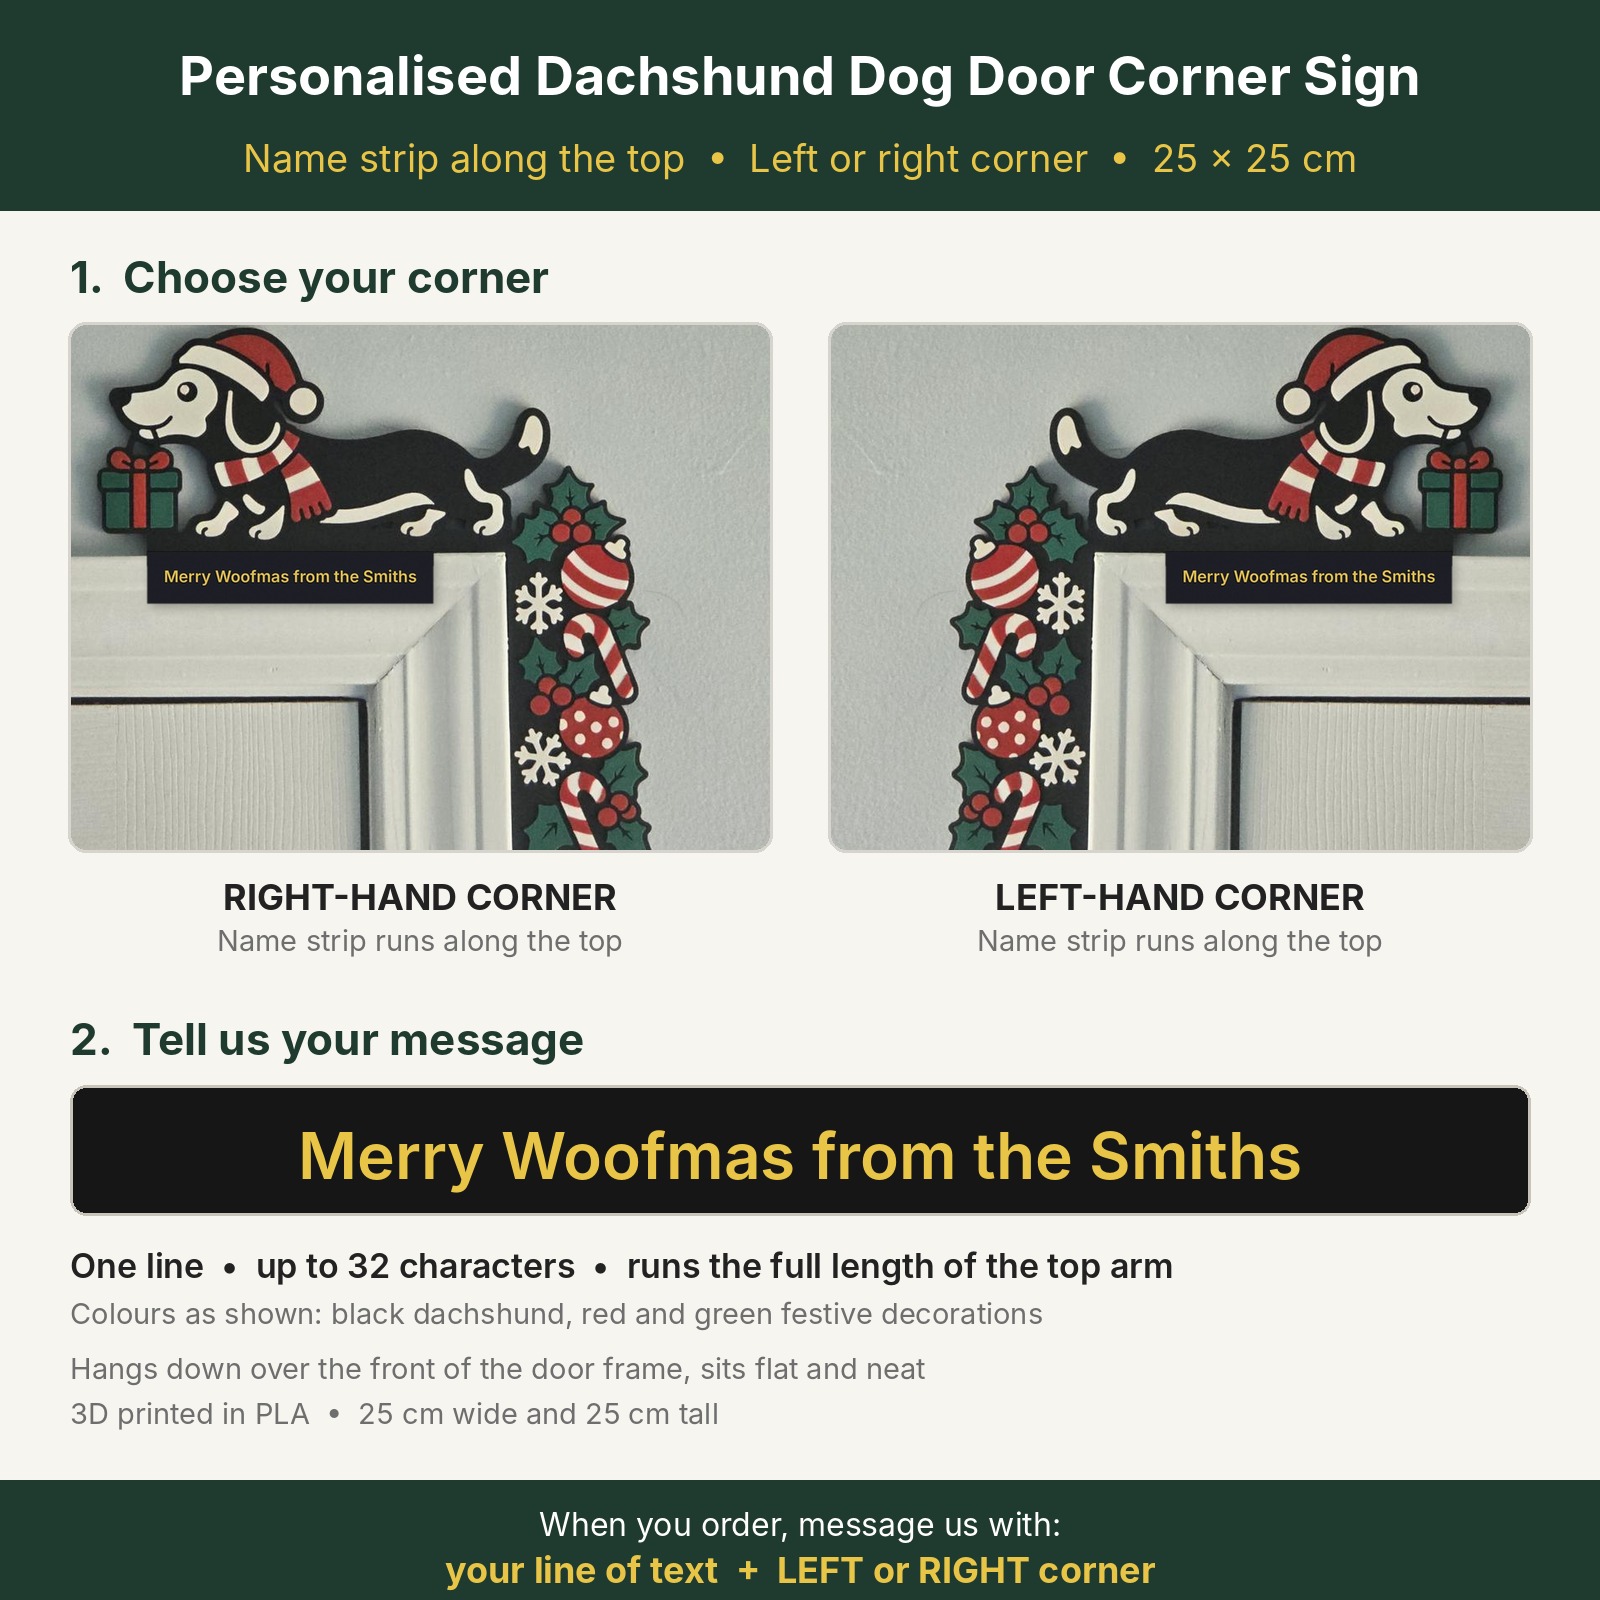 Personalised Dachshund Dog Door Corner Sign
Name strip along the top • Left or right corner • 25 × 25 cm
1. Choose your corner
Merry Woofmas from the Smiths
Merry Woofmas from the Smiths
RIGHT-HAND CORNER
Name strip runs along the top
LEFT-HAND CORNER
Name strip runs along the top
2. Tell us your message
Merry Woofmas from the Smiths
One line • up to 32 characters • runs the full length of the top arm
Colours as shown: black dachshund, red and green festive decorations
Hangs down over the front of the door frame, sits flat and neat
3D printed in PLA • 25 cm wide and 25 cm tall
When you order, message us with:
your line of text + LEFT or RIGHT corner